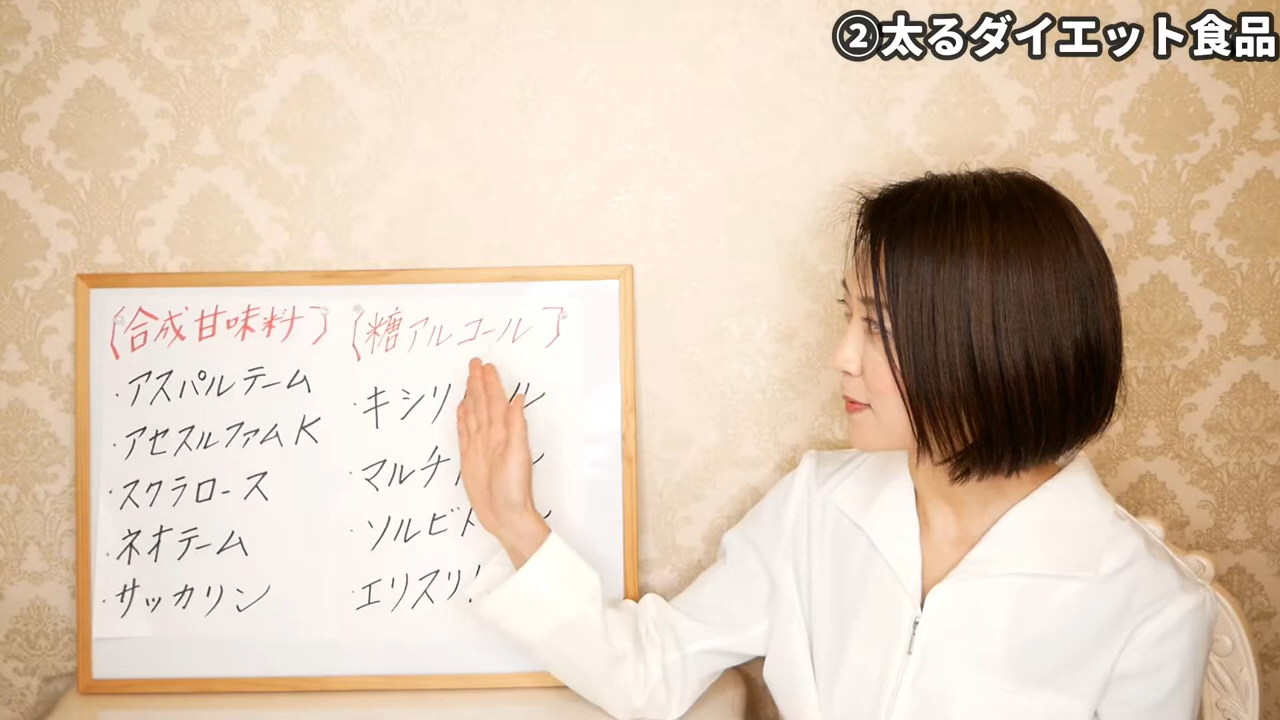 ②太るダイエット食品
〔合成甘味料〕
・アスパルテーム
・アセスルファムK
・スクラロース
・ネオテーム
・サッカリン
〔糖アルコール〕
・キシリ ル
・マルチ
・ソルビ
・エリスリ